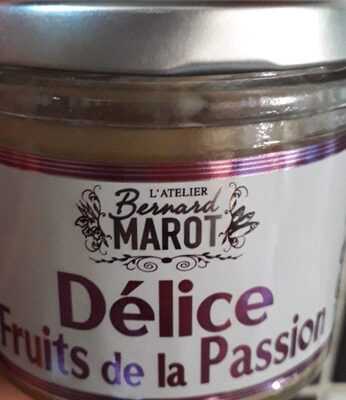 L'ATELIER
Bernard
MAROT
Délice
Fruits de la Passion